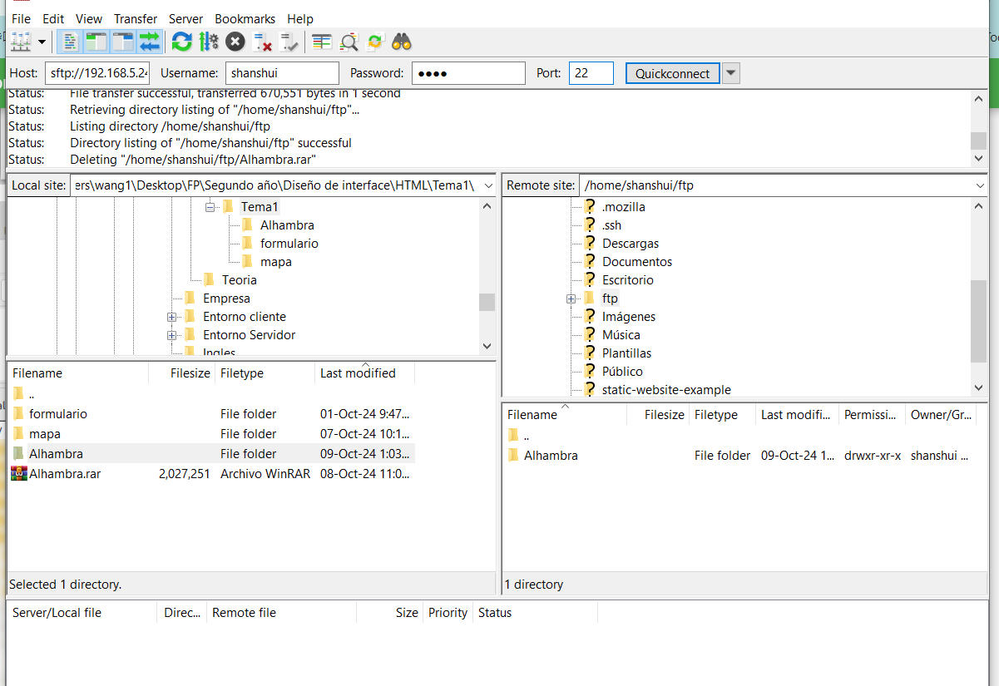 File Edit View Transfer Server Bookmarks Help
Host: sftp://192.168.5.24 Username: shanshui Password: ●●●● Port: 22 Quickconnect
Status: File transfer successful, transferred 670,551 bytes in 1 second
Status: Retrieving directory listing of "/home/shanshui/ftp"...
Status: Listing directory /home/shanshui/ftp
Status: Directory listing of "/home/shanshui/ftp" successful
Status: Deleting "/home/shanshui/ftp/Alhambra.rar"
Local site: ers\wang1\Desktop\FP\Segundo año\Diseño de interface\HTML\Tema1\
Tema1
Alhambra
formulario
mapa
Teoria
Empresa
Entorno cliente
Entorno Servidor
Ingles
Filename Filesize Filetype Last modified
..
formulario File folder 01-Oct-24 9:47...
mapa File folder 07-Oct-24 10:1...
Alhambra File folder 09-Oct-24 1:03...
Alhambra.rar 2,027,251 Archivo WinRAR 08-Oct-24 11:0...
Selected 1 directory.
Remote site: /home/shanshui/ftp
.mozilla
.ssh
Descargas
Documentos
Escritorio
ftp
Imágenes
Música
Plantillas
Público
static-website-example
Filename Filesize Filetype Last modifi... Permissi... Owner/Gr...
..
Alhambra File folder 09-Oct-24 1... drwxr-xr-x shanshui ...
1 directory
Server/Local file Direc... Remote file Size Priority Status